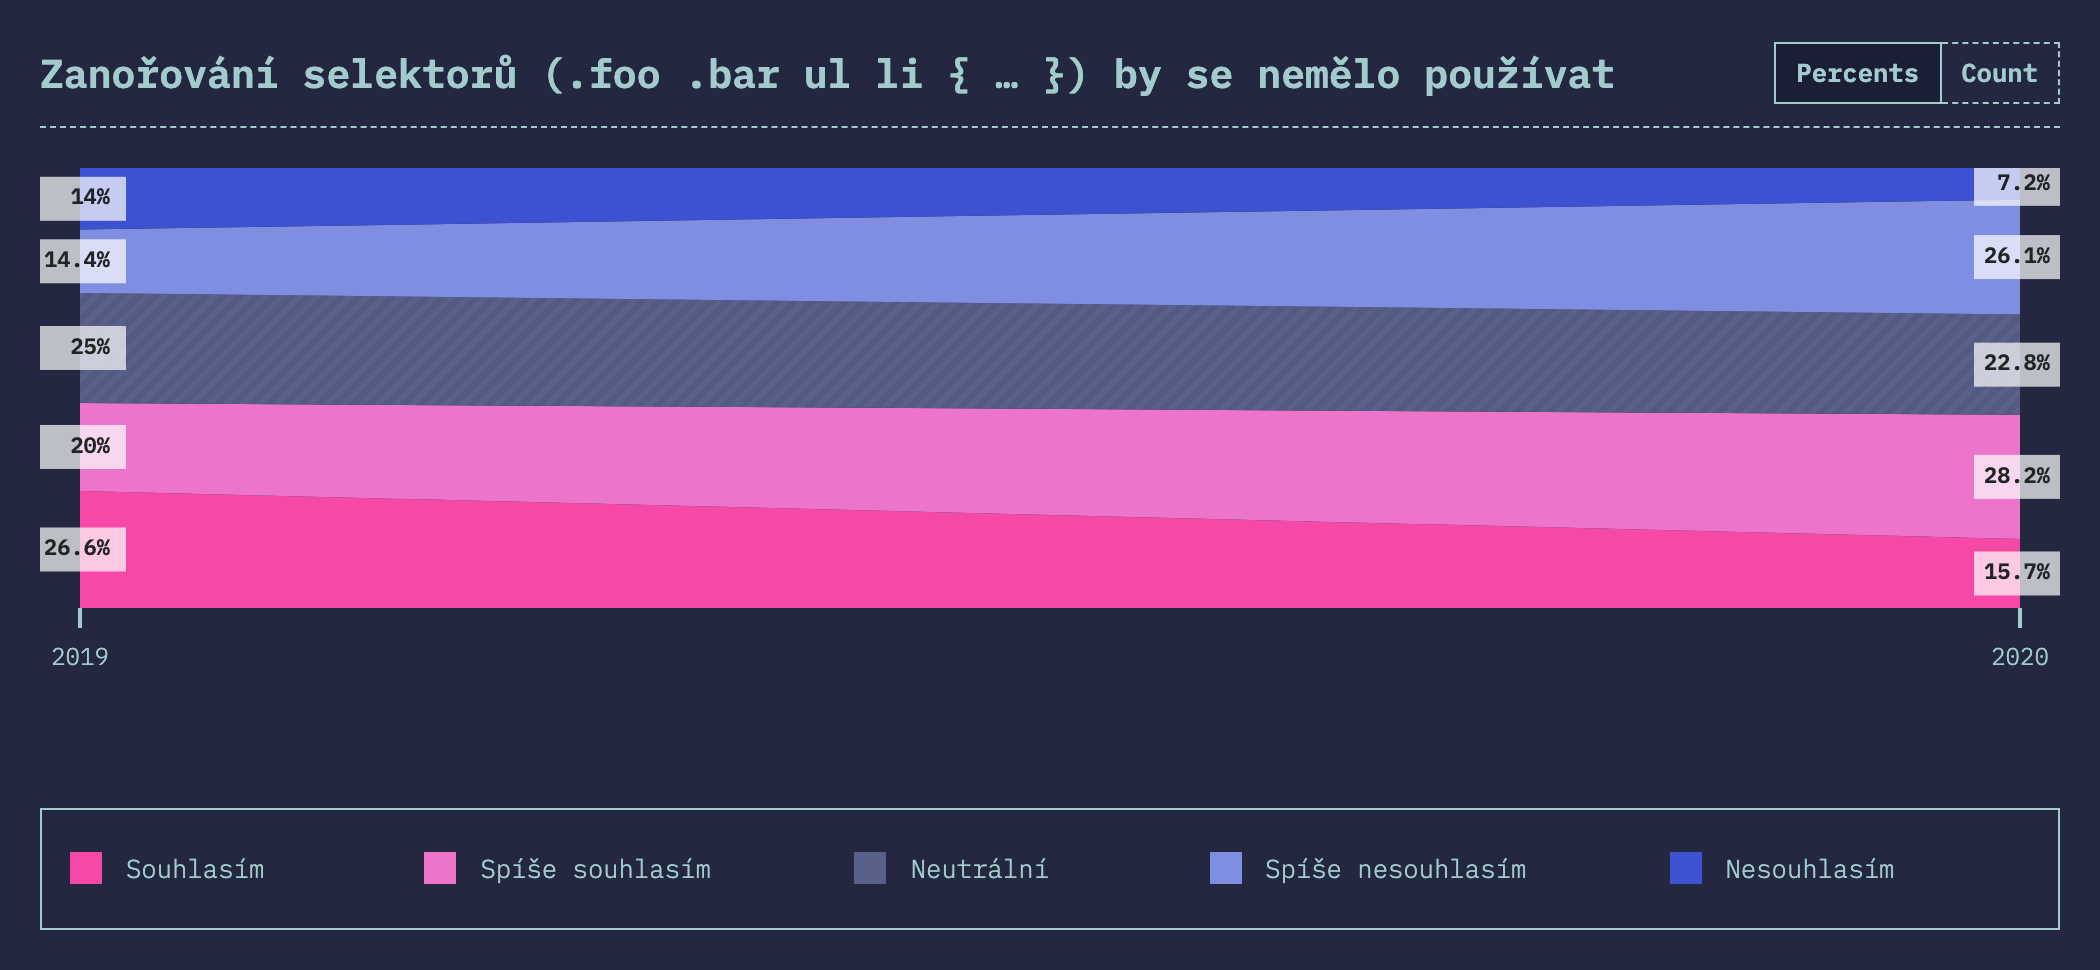 Zanořování selektorů (.foo .bar ul li { … }) by se nemělo používat
Percents
Count
14%
14.4%
25%
20%
26.6%
7.2%
26.1%
22.8%
28.2%
15.7%
2019
2020
Souhlasím
Spíše souhlasím
Neutrální
Spíše nesouhlasím
Nesouhlasím